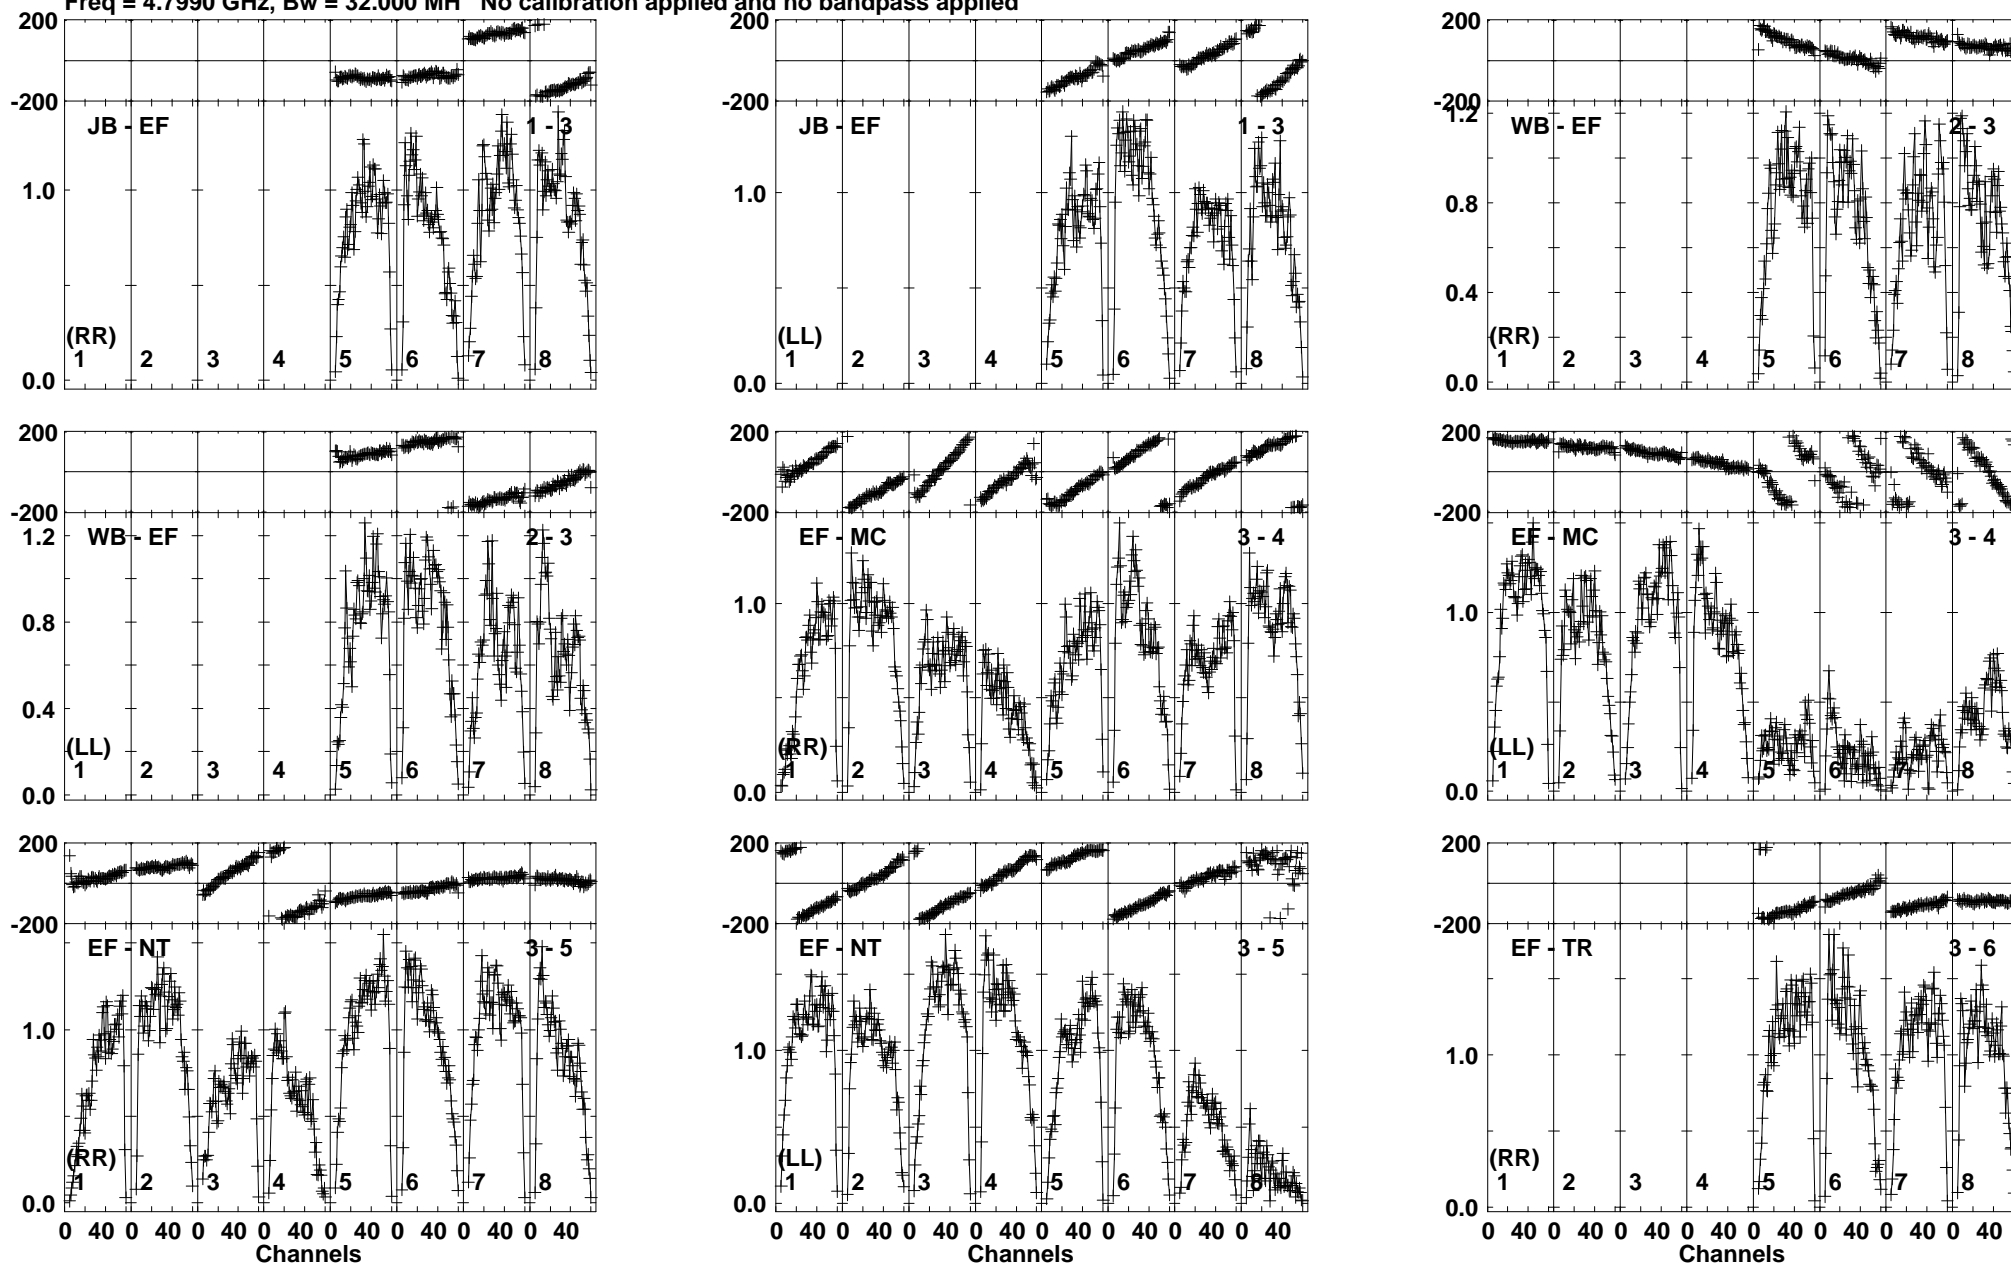 Freq = 4.7990 GHz, Bw = 32.000 MH No calibration applied and no bandpass applied
200 200 200
-200 -200 -200
JB - EF 1 - 3 JB - EF 1 - 3 1.2 WB - EF 2 - 3
1.0 1.0 0.8
0.4
(RR) (LL) (RR)
1 2 3 4 5 6 7 8 1 2 3 4 5 6 7 8 1 2 3 4 5 6 7 8
0.0 0.0 0.0
200 200 200
-200 -200 -200
WB - EF 2 - 3 EF - MC 3 - 4 EF - MC 3 - 4
1.2
0.8 1.0 1.0
0.4
(LL) (RR) (LL)
1 2 3 4 5 6 7 8 1 2 3 4 5 6 7 8 1 2 3 4 5 6 7 8
0.0 0.0 0.0
200 200 200
-200 -200 -200
EF - NT 3 - 5 EF - NT 3 - 5 EF - TR 3 - 6
1.0 1.0 1.0
(RR) (LL) (RR)
1 2 3 4 5 6 7 8 1 2 3 4 5 6 7 8 1 2 3 4 5 6 7 8
0.0 0.0 0.0
0 40 0 40 0 40 0 40 0 40 0 40 0 40 0 40 0 40 0 40 0 40 0 40 0 40 0 40 0 40 0 40 0 40 0 40 0 40 0 40 0 40 0 40 0 40 0 40
Channels Channels Channels